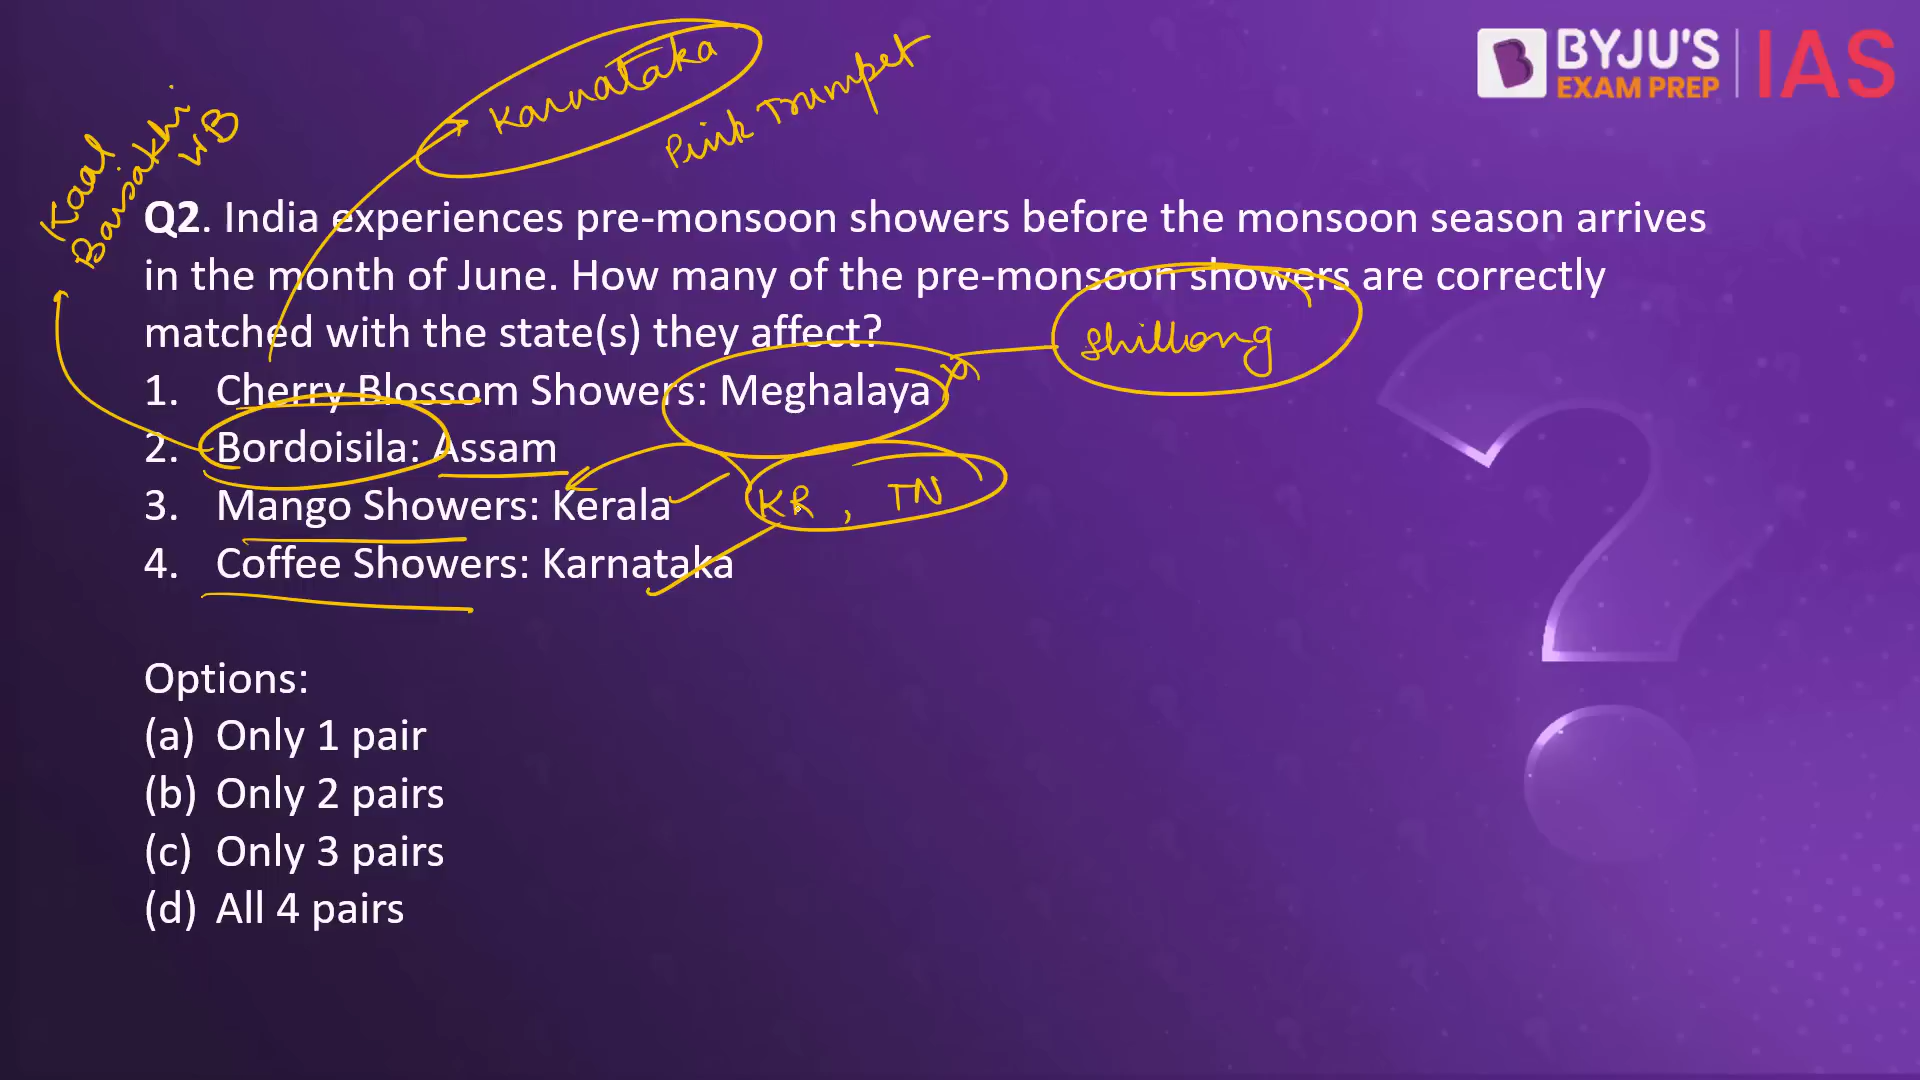 BYJU'S
EXAM PREP
IAS
Karnataka
Pink Trumpet
Kaal
Baisakhi
WB
Q2. India experiences pre-monsoon showers before the monsoon season arrives
in the month of June. How many of the pre-monsoon showers are correctly
matched with the state(s) they affect?
Shillong
1. Cherry Blossom Showers: Meghalaya
2. Bordoisila: Assam
3. Mango Showers: Kerala
KR, TN
4. Coffee Showers: Karnataka
Options:
(a) Only 1 pair
(b) Only 2 pairs
(c) Only 3 pairs
(d) All 4 pairs